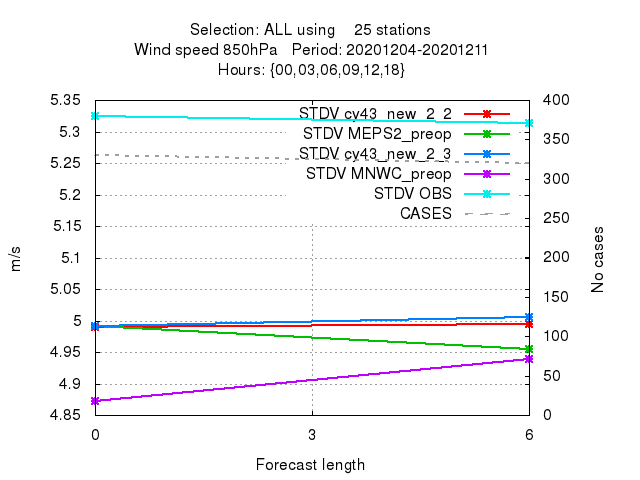 Selection: ALL using 25 stations
Wind speed 850hPa Period: 20201204-20201211
Hours: {00,03,06,09,12,18}
5.35
5.3
5.25
5.2
5.15
5.1
5.05
5
4.95
4.9
4.85
m/s
STDV cy43_new_2_2
STDV MEPS2_preop
STDV cy43_new_2_3
STDV MNWC_preop
STDV OBS
CASES
400
350
300
250
200
150
100
50
0
No cases
0 3 6
Forecast length